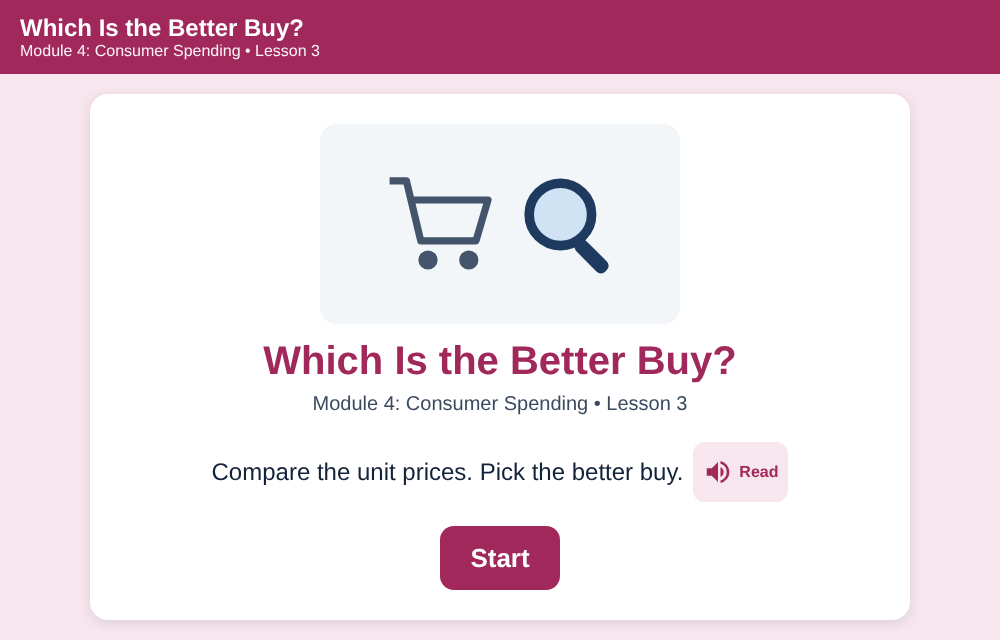 Which Is the Better Buy?
Module 4: Consumer Spending • Lesson 3
Which Is the Better Buy?
Module 4: Consumer Spending • Lesson 3
Compare the unit prices. Pick the better buy.
Read
Start